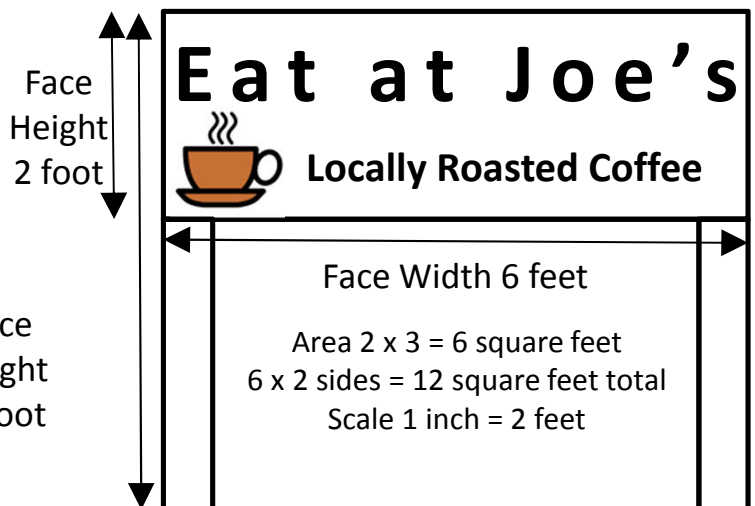 Eat at Joe’s
Locally Roasted Coffee
Face
Height
2 foot
Face Width 6 feet
Area 2 x 3 = 6 square feet
6 x 2 sides = 12 square feet total
Scale 1 inch = 2 feet